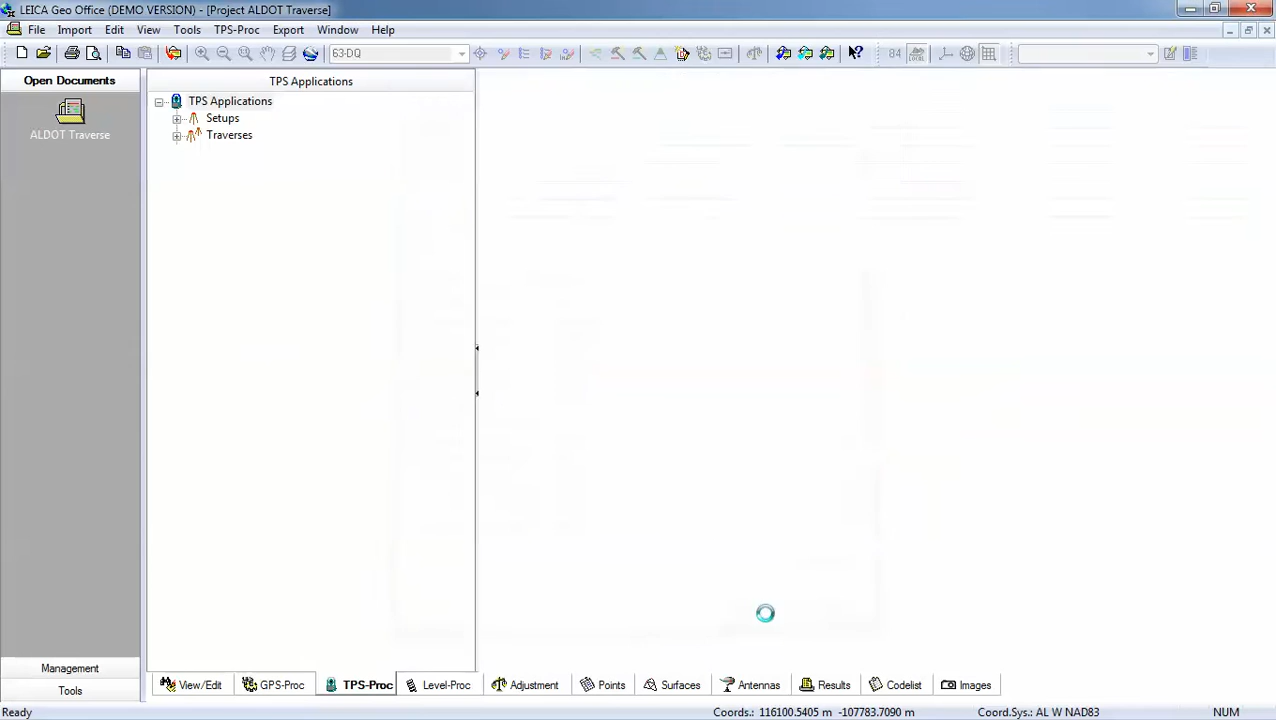 LEICA Geo Office (DEMO VERSION) - [Project ALDOT Traverse]
File Import Edit View Tools TPS-Proc Export Window Help
63-DQ 84 LOCAL
Open Documents
TPS Applications
ALDOT Traverse
TPS Applications
Setups
Traverses
Management
Tools
View/Edit GPS-Proc TPS-Proc Level-Proc Adjustment Points Surfaces Antennas Results Codelist Images
Ready Coords.: 116100.5405 m -107783.7090 m Coord.Sys.: AL W NAD83 NUM